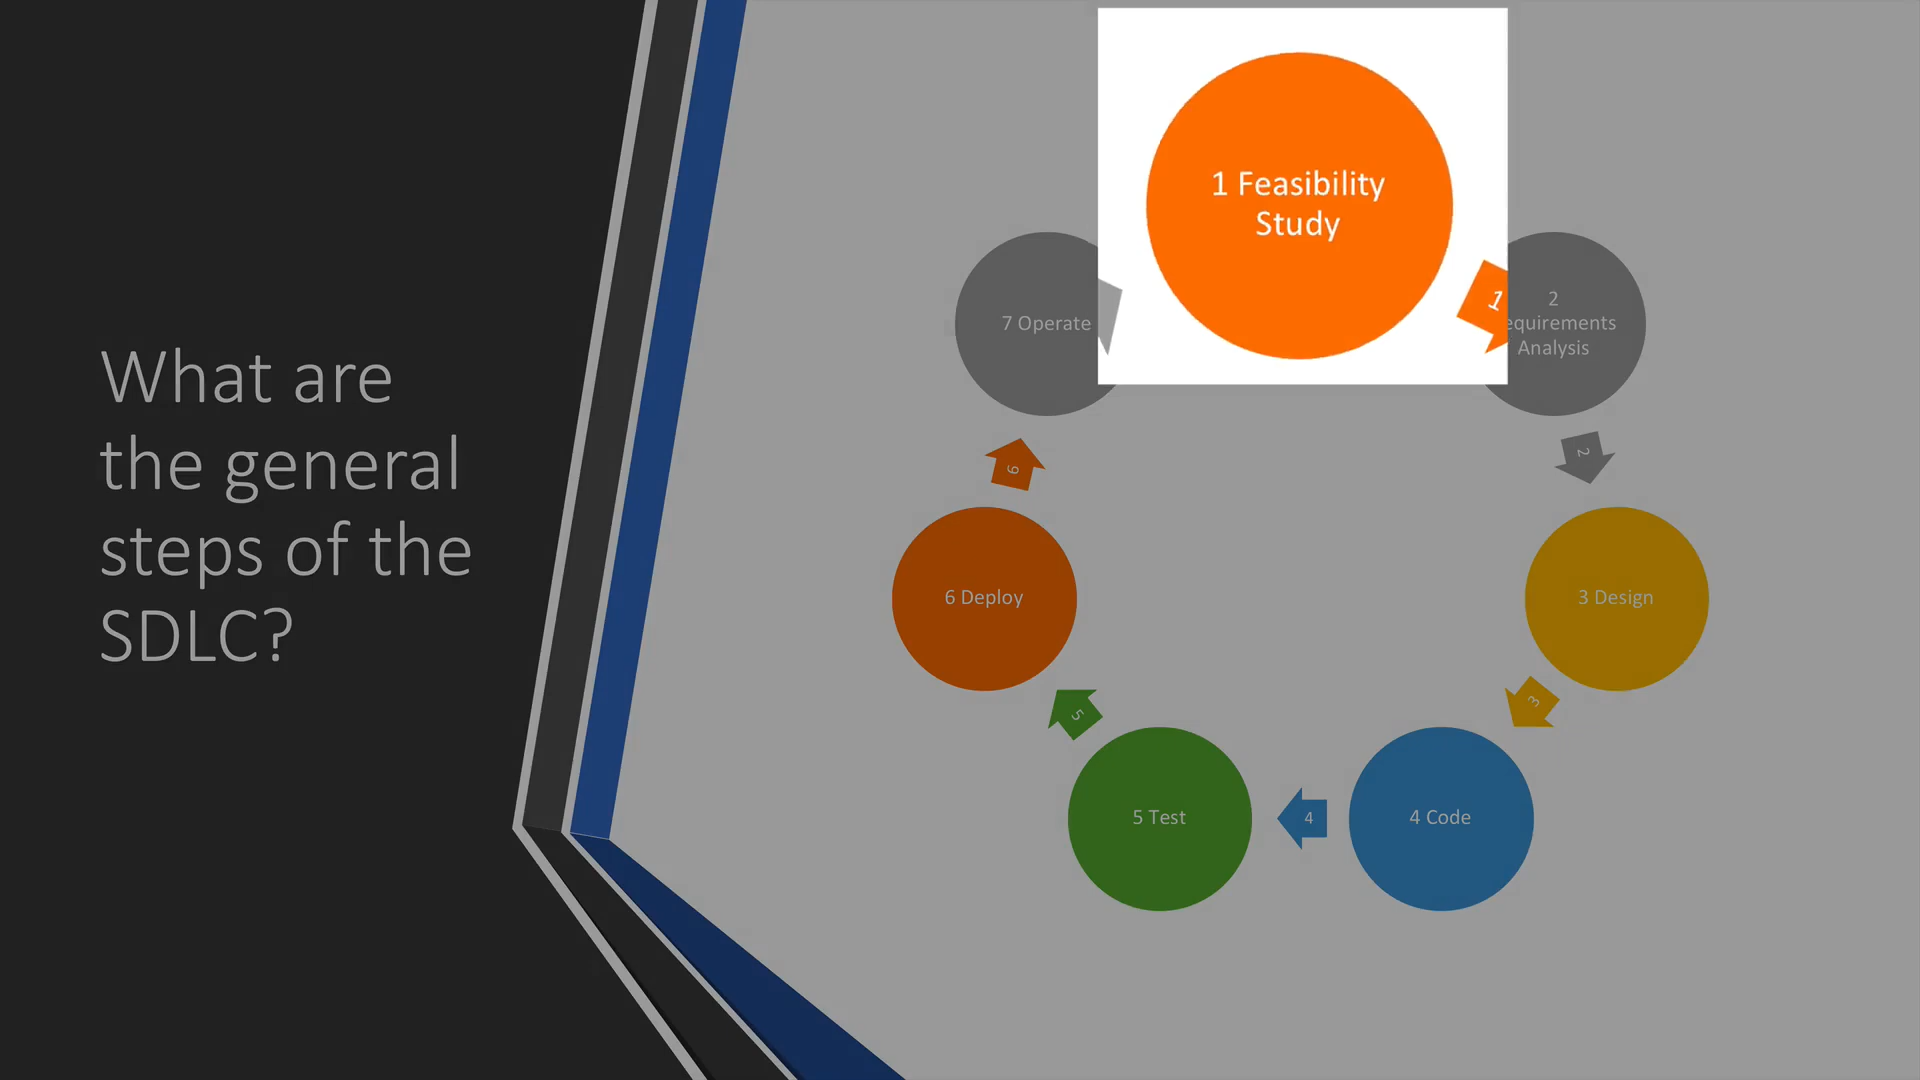 What are
the general
steps of the
SDLC?
1 Feasibility
Study
1
2
equirements
Analysis
2
3 Design
3
4 Code
4
5 Test
5
6 Deploy
6
7 Operate